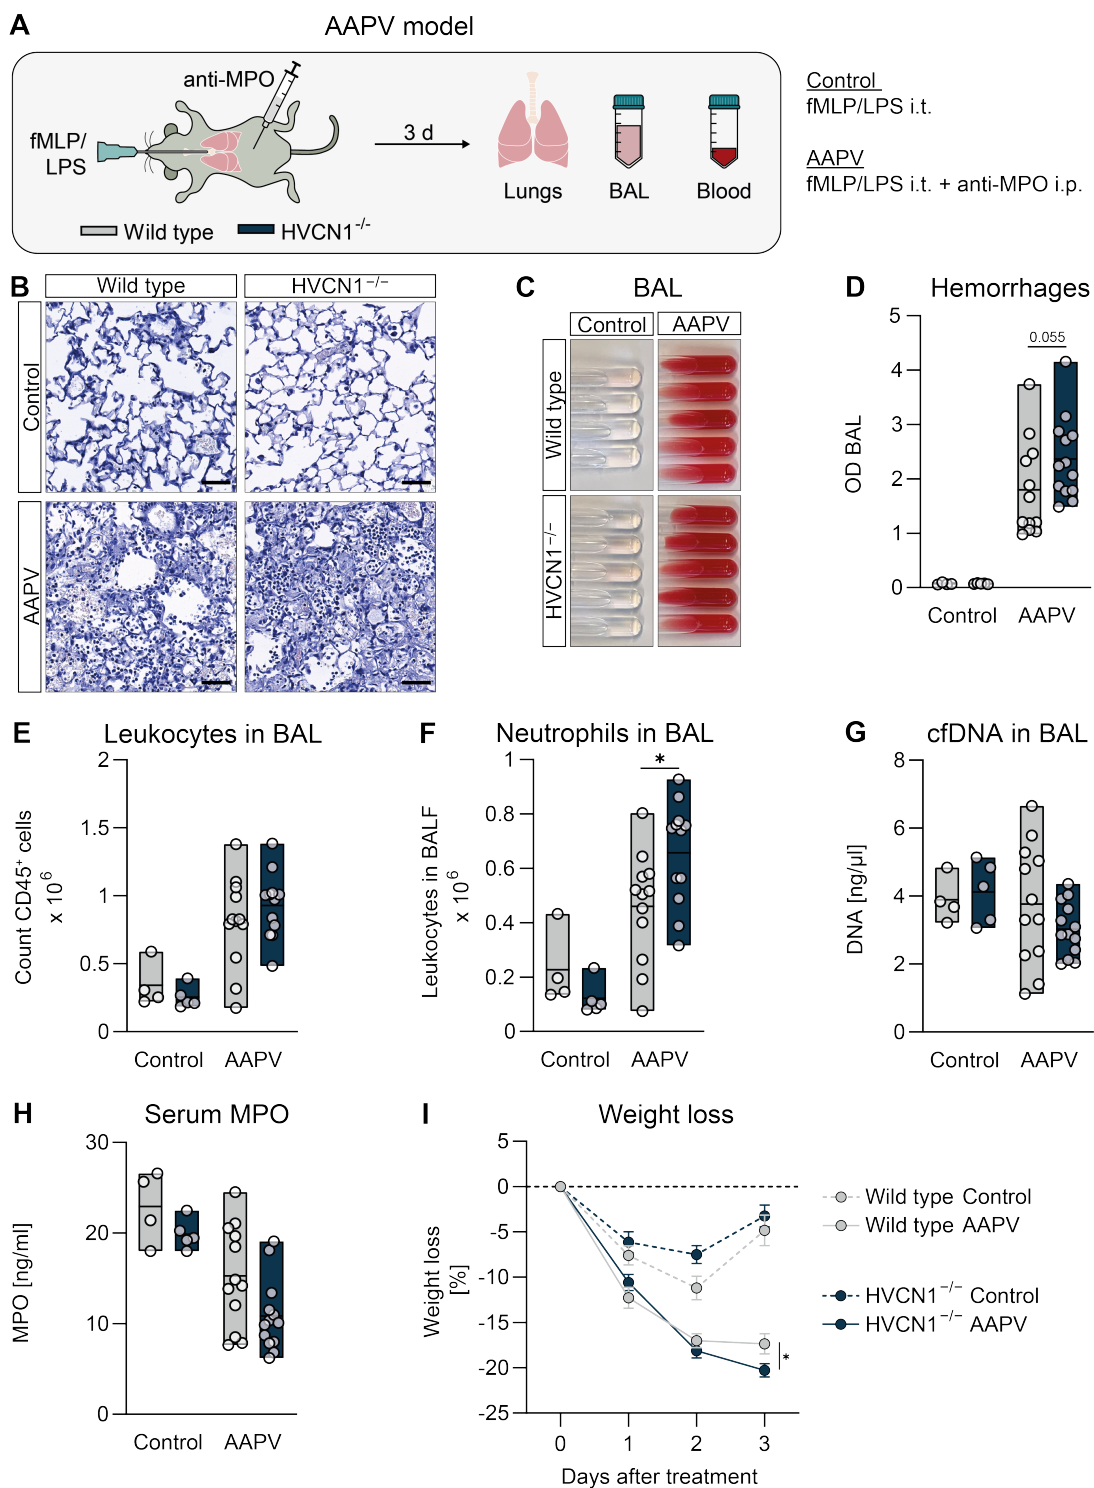 A
AAPV model
anti-MPO
fMLP/
LPS
3 d
Lungs
BAL
Blood
Wild type
HVCN1-/-
Control
fMLP/LPS i.t.
AAPV
fMLP/LPS i.t. + anti-MPO i.p.
B
Wild type
HVCN1−/−
Control
AAPV
C
BAL
Control
AAPV
Wild type
HVCN1−/−
D
Hemorrhages
OD BAL
5
4
3
2
1
0
0.055
Control
AAPV
E
Leukocytes in BAL
Count CD45+ cells
x 10^6
2
1.5
1
0.5
0
Control
AAPV
F
Neutrophils in BAL
Leukocytes in BALF
x 10^6
1
0.8
0.6
0.4
0.2
0
*
Control
AAPV
G
cfDNA in BAL
DNA [ng/µl]
8
6
4
2
0
Control
AAPV
H
Serum MPO
MPO [ng/ml]
30
20
10
0
Control
AAPV
I
Weight loss
Weight loss
[%]
5
0
-5
-10
-15
-20
-25
*
0
1
2
3
Days after treatment
Wild type Control
Wild type AAPV
HVCN1−/− Control
HVCN1−/− AAPV